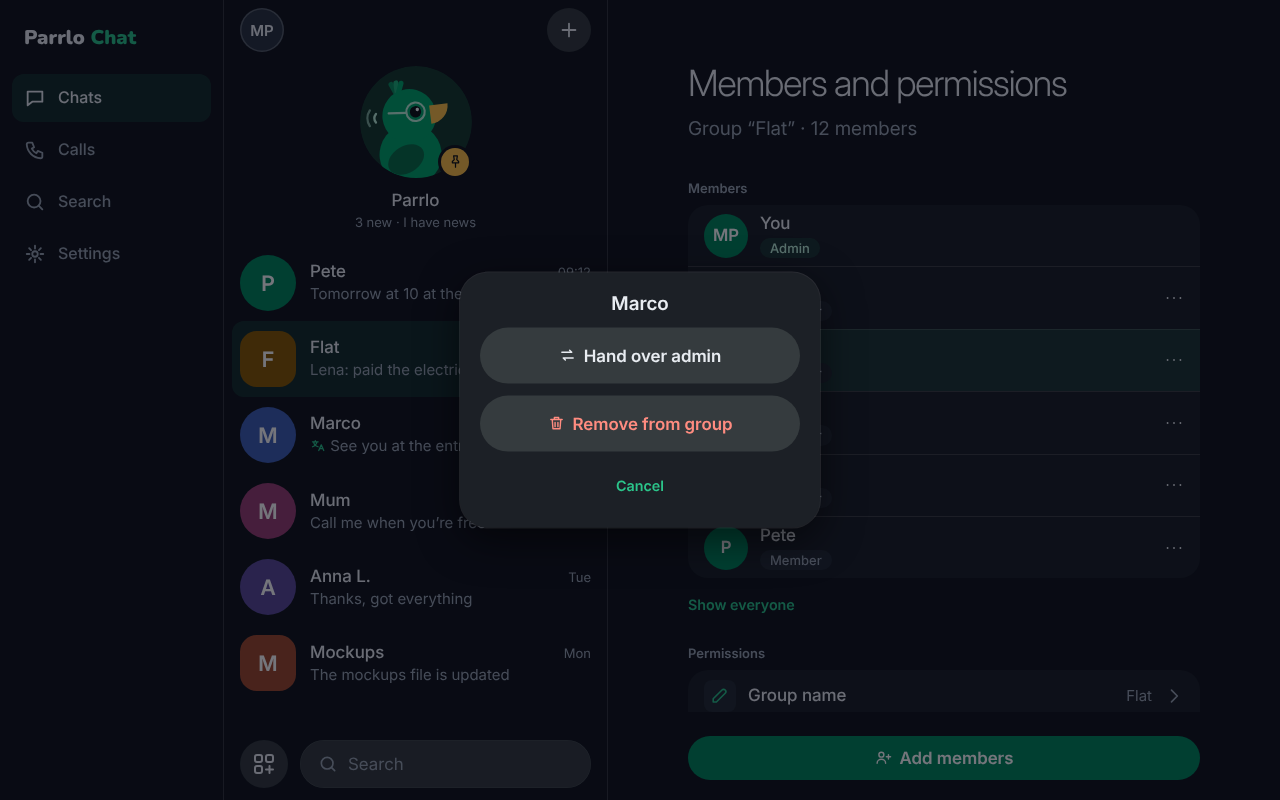 Parrlo Chat
Chats
Calls
Search
Settings
MP
Parrlo
3 new · I have news
P
Pete
09:12
Tomorrow at 10 at the
F
Flat
Lena: paid the
M
Marco
See you at the
M
Mum
Call me when you're free
A
Anna L.
Tue
Thanks, got everything
M
Mockups
Mon
The mockups file is updated
Search
Members and permissions
Group “Flat” · 12 members
Members
MP
You
Admin
P
Pete
Member
Show everyone
Permissions
Group name
Flat
Add members
Marco
Hand over admin
Remove from group
Cancel